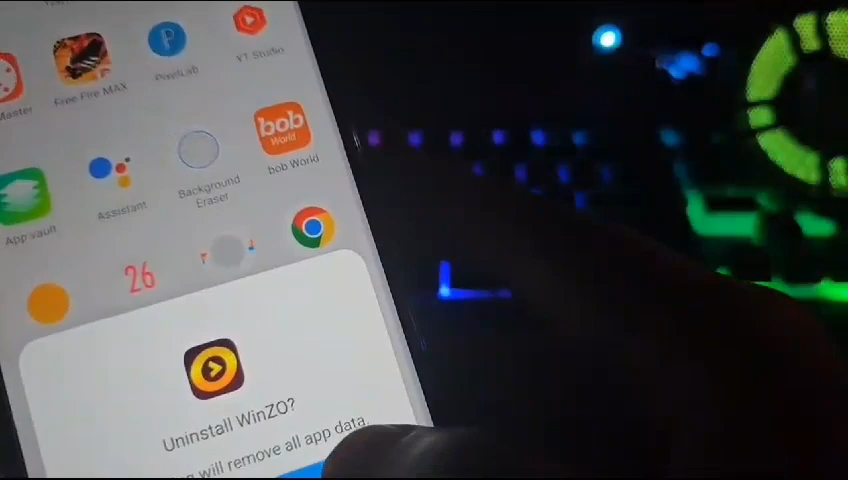 YT Studio
PixelLab
Free Fire MAX
Master
bob
World
bob World
Background
Eraser
Assistant
App vault
26
Uninstall WinZO?
will remove all app data.